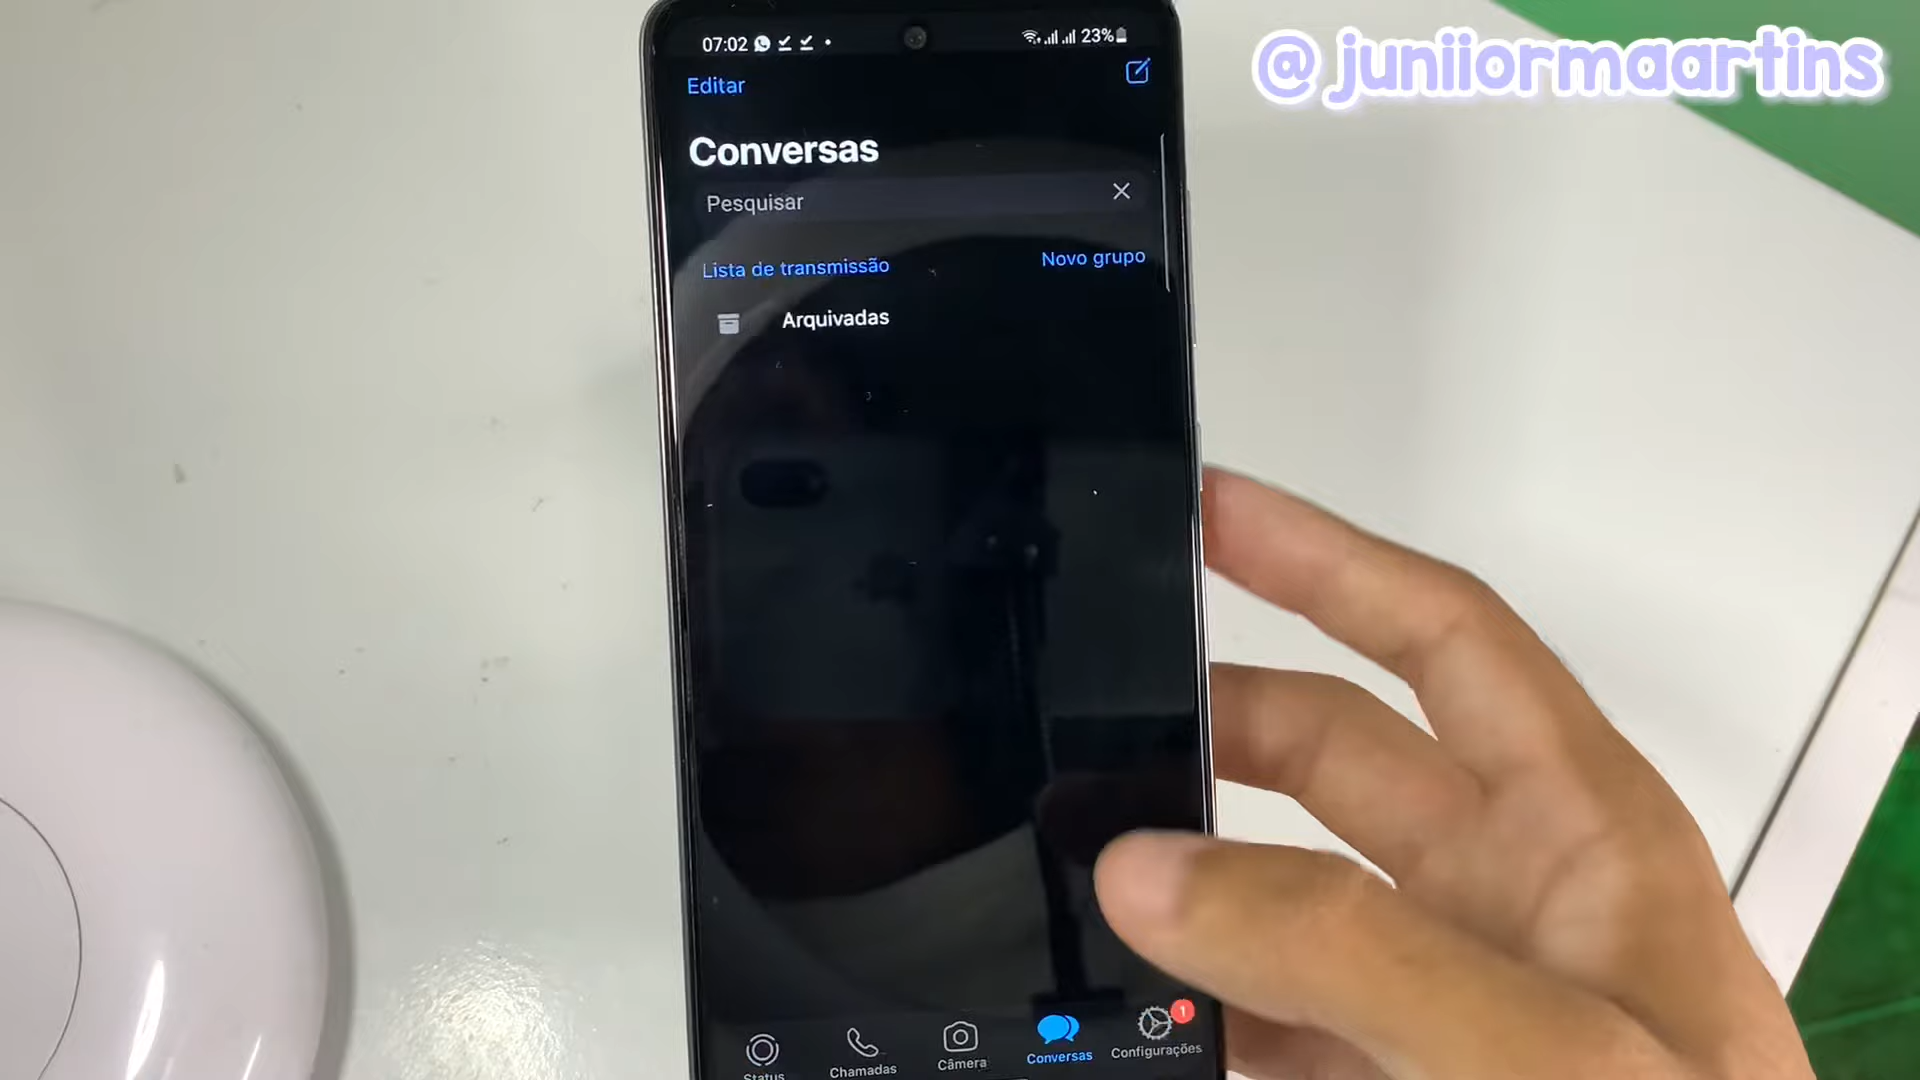 @juniiormaartins
07:02
23%
Editar
Conversas
Pesquisar
Lista de transmissão
Novo grupo
Arquivadas
Status
Chamadas
Câmera
Conversas
1
Configurações